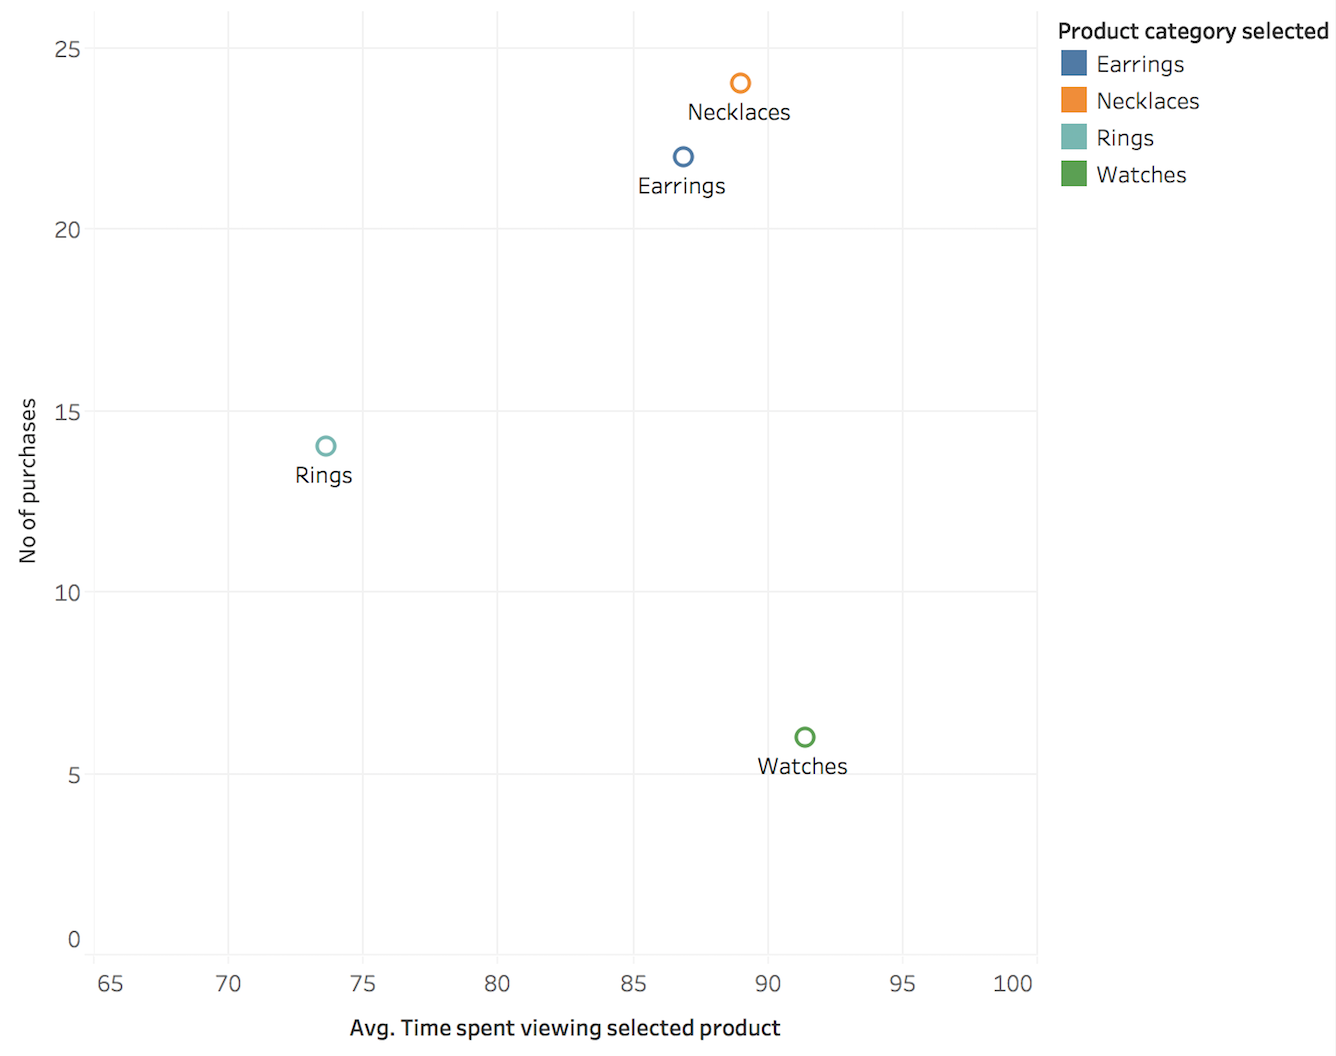 Product category selected
Earrings
Necklaces
Rings
Watches
25
20
15
10
5
0
No of purchases
Necklaces
Earrings
Rings
Watches
65 70 75 80 85 90 95 100
Avg. Time spent viewing selected product